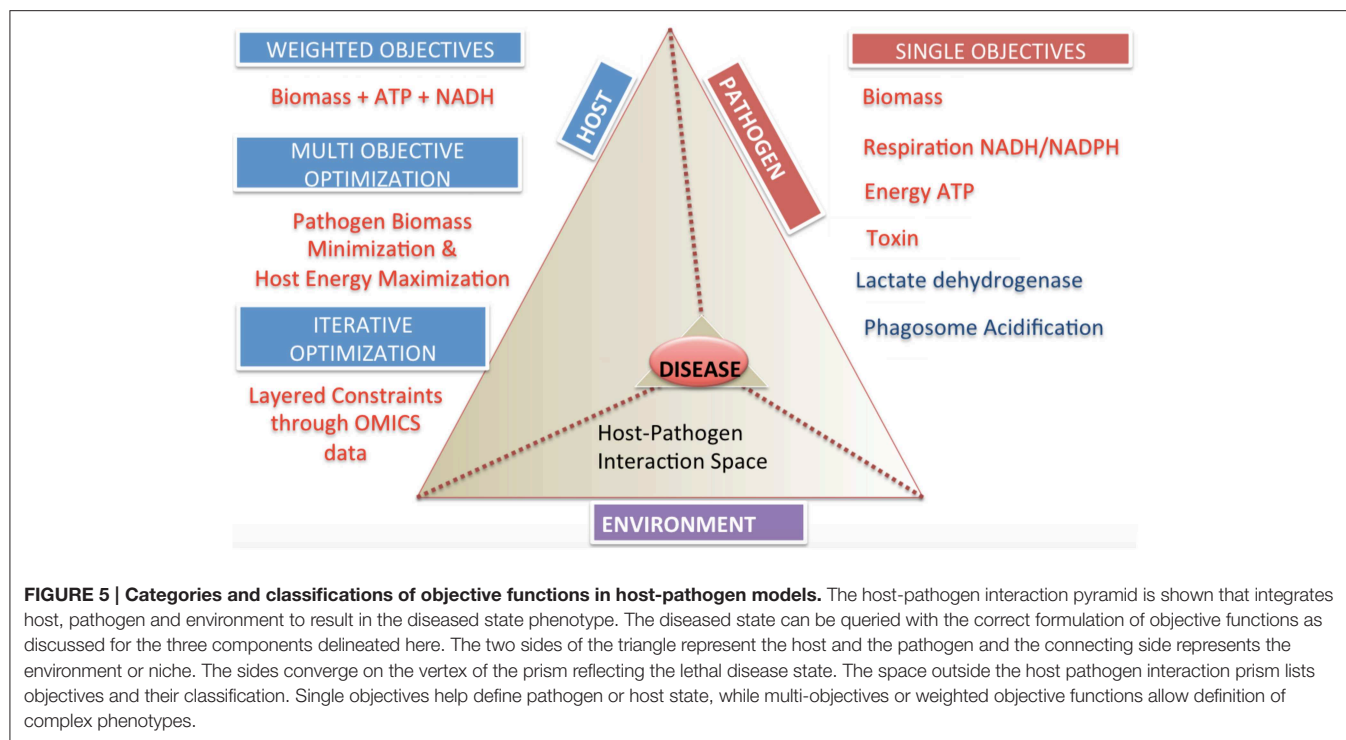 WEIGHTED OBJECTIVES
Biomass + ATP + NADH
MULTI OBJECTIVE
OPTIMIZATION
Pathogen Biomass
Minimization &
Host Energy Maximization
ITERATIVE
OPTIMIZATION
Layered Constraints
through OMICS
data
HOST
PATHOGEN
DISEASE
Host-Pathogen
Interaction Space
ENVIRONMENT
SINGLE OBJECTIVES
Biomass
Respiration NADH/NADPH
Energy ATP
Toxin
Lactate dehydrogenase
Phagosome Acidification
FIGURE 5 | Categories and classifications of objective functions in host-pathogen models. The host-pathogen interaction pyramid is shown that integrates
host, pathogen and environment to result in the diseased state phenotype. The diseased state can be queried with the correct formulation of objective functions as
discussed for the three components delineated here. The two sides of the triangle represent the host and the pathogen and the connecting side represents the
environment or niche. The sides converge on the vertex of the prism reflecting the lethal disease state. The space outside the host pathogen interaction prism lists
objectives and their classification. Single objectives help define pathogen or host state, while multi-objectives or weighted objective functions allow definition of
complex phenotypes.